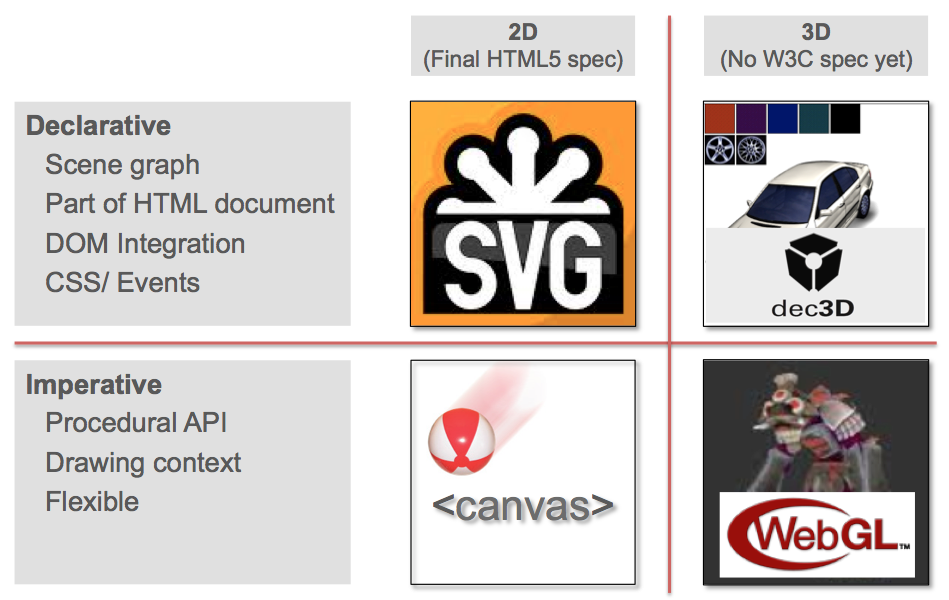 2D
(Final HTML5 spec)
3D
(No W3C spec yet)
Declarative
Scene graph
Part of HTML document
DOM Integration
CSS/ Events
SVG
dec3D
Imperative
Procedural API
Drawing context
Flexible
<canvas>
WebGL™